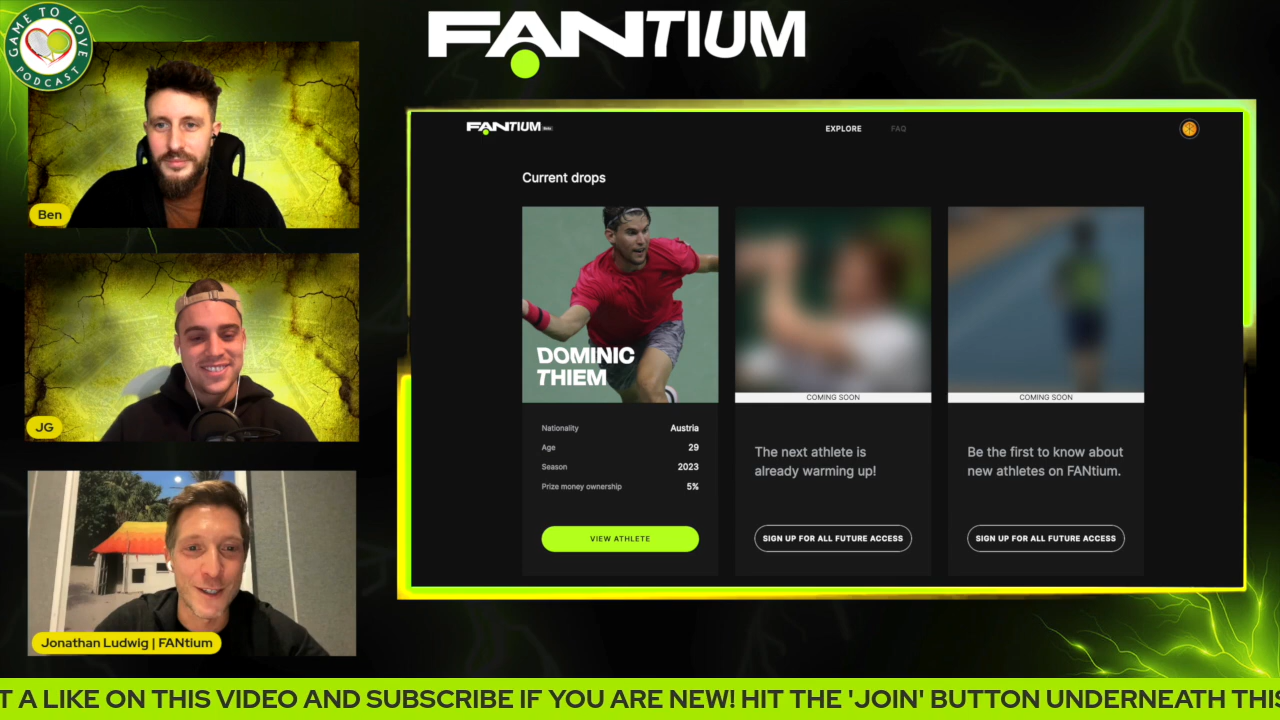 GAME TO LOVE
PODCAST
Ben
JG
Jonathan Ludwig | FANtium
FANTIUM
FANTIUM
EXPLORE
FAQ
Current drops
DOMINIC
THIEM
Nationality Austria
Age 29
Season 2023
Prize money ownership 5%
VIEW ATHLETE
COMING SOON
The next athlete is
already warming up!
SIGN UP FOR ALL FUTURE ACCESS
COMING SOON
Be the first to know about
new athletes on FANtium.
SIGN UP FOR ALL FUTURE ACCESS
T A LIKE ON THIS VIDEO AND SUBSCRIBE IF YOU ARE NEW! HIT THE 'JOIN' BUTTON UNDERNEATH THIS